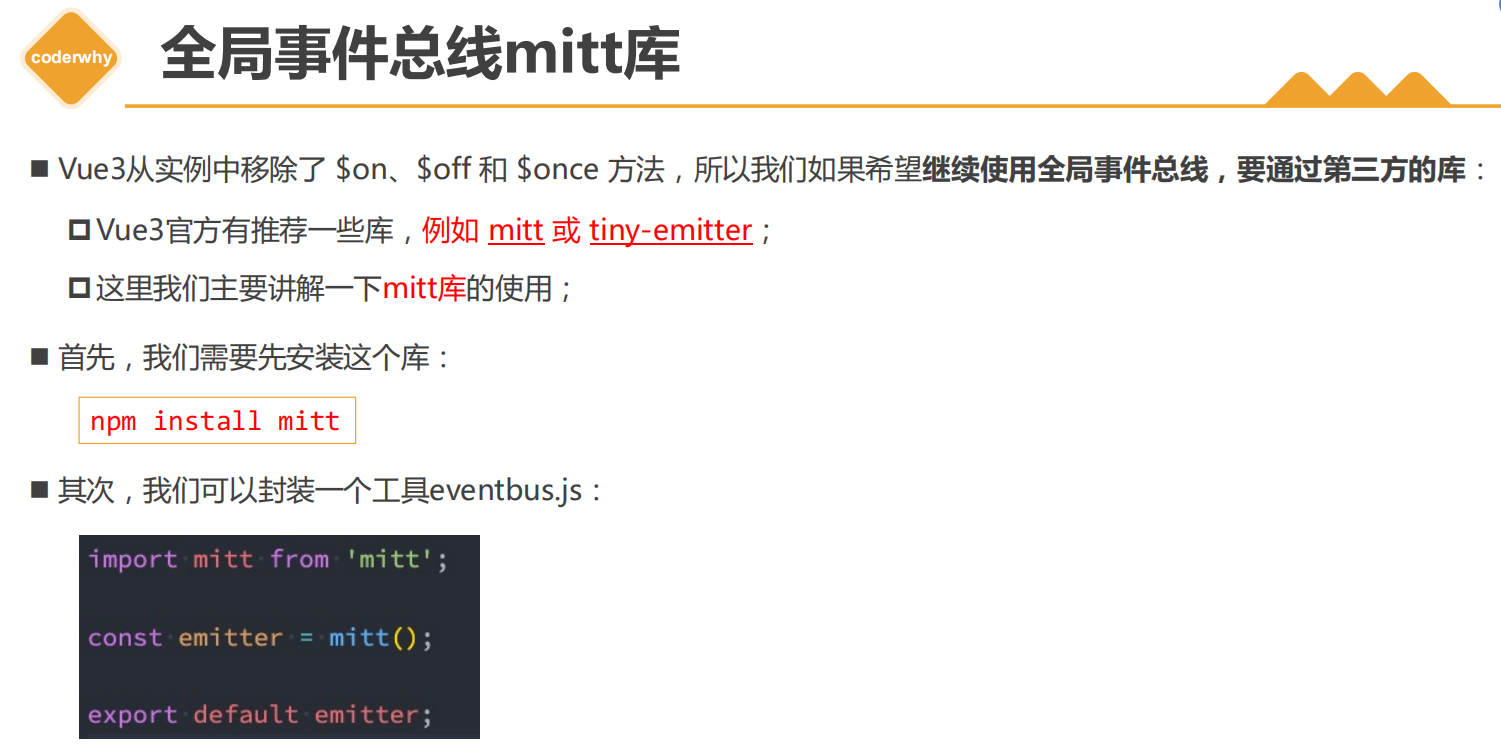 coderwhy
全局事件总线mitt库
Vue3从实例中移除了 $on、$off 和 $once 方法，所以我们如果希望继续使用全局事件总线，要通过第三方的库：
Vue3官方有推荐一些库，例如 mitt 或 tiny-emitter；
这里我们主要讲解一下mitt库的使用；
首先，我们需要先安装这个库：
npm install mitt
其次，我们可以封装一个工具eventbus.js：
import mitt from 'mitt';
const emitter = mitt();
export default emitter;